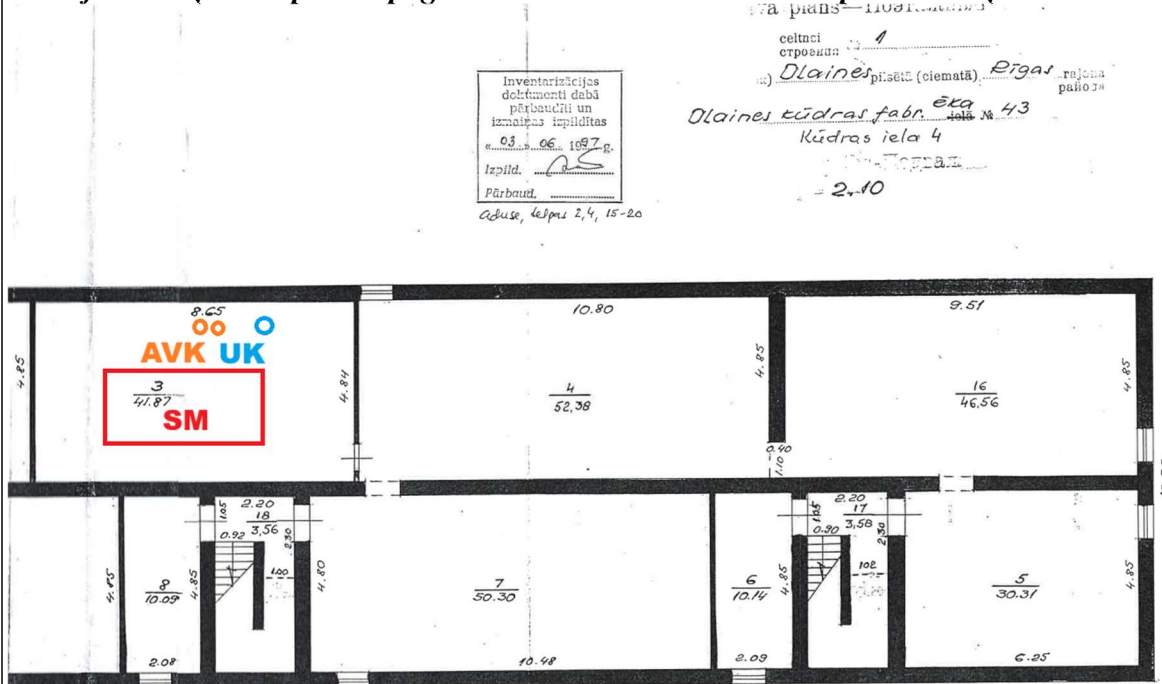 plans
celtnei
строения 1
Olaines pilsētā (ciematā) Rīgas rajona
района
Olaines kūdras fabr. ēka ielā № 43
Kūdras iela 4
2.10
Inventarizācijas
dokumenti dabā
pārbaudīti un
izmaiņas izpildītas
« 03 » 06 1997 g.
Izpild.
Pārbaud.
telpas 2,4, 15-20
8.65
10.80
9.51
AVK UK
4.85
3
41.87
SM
4.84
4
52,38
4.85
16
46,56
4.85
0.40
1.10
2.20
18
3,56
1.05
0.92
2,30
2.20
17
3,58
1.05
0.90
2,30
4.85
8
10.09
4.85
1.00
4.80
7
50.30
6
10.14
4.85
102
5
30.31
4.85
2.08
10.48
2.09
6.25